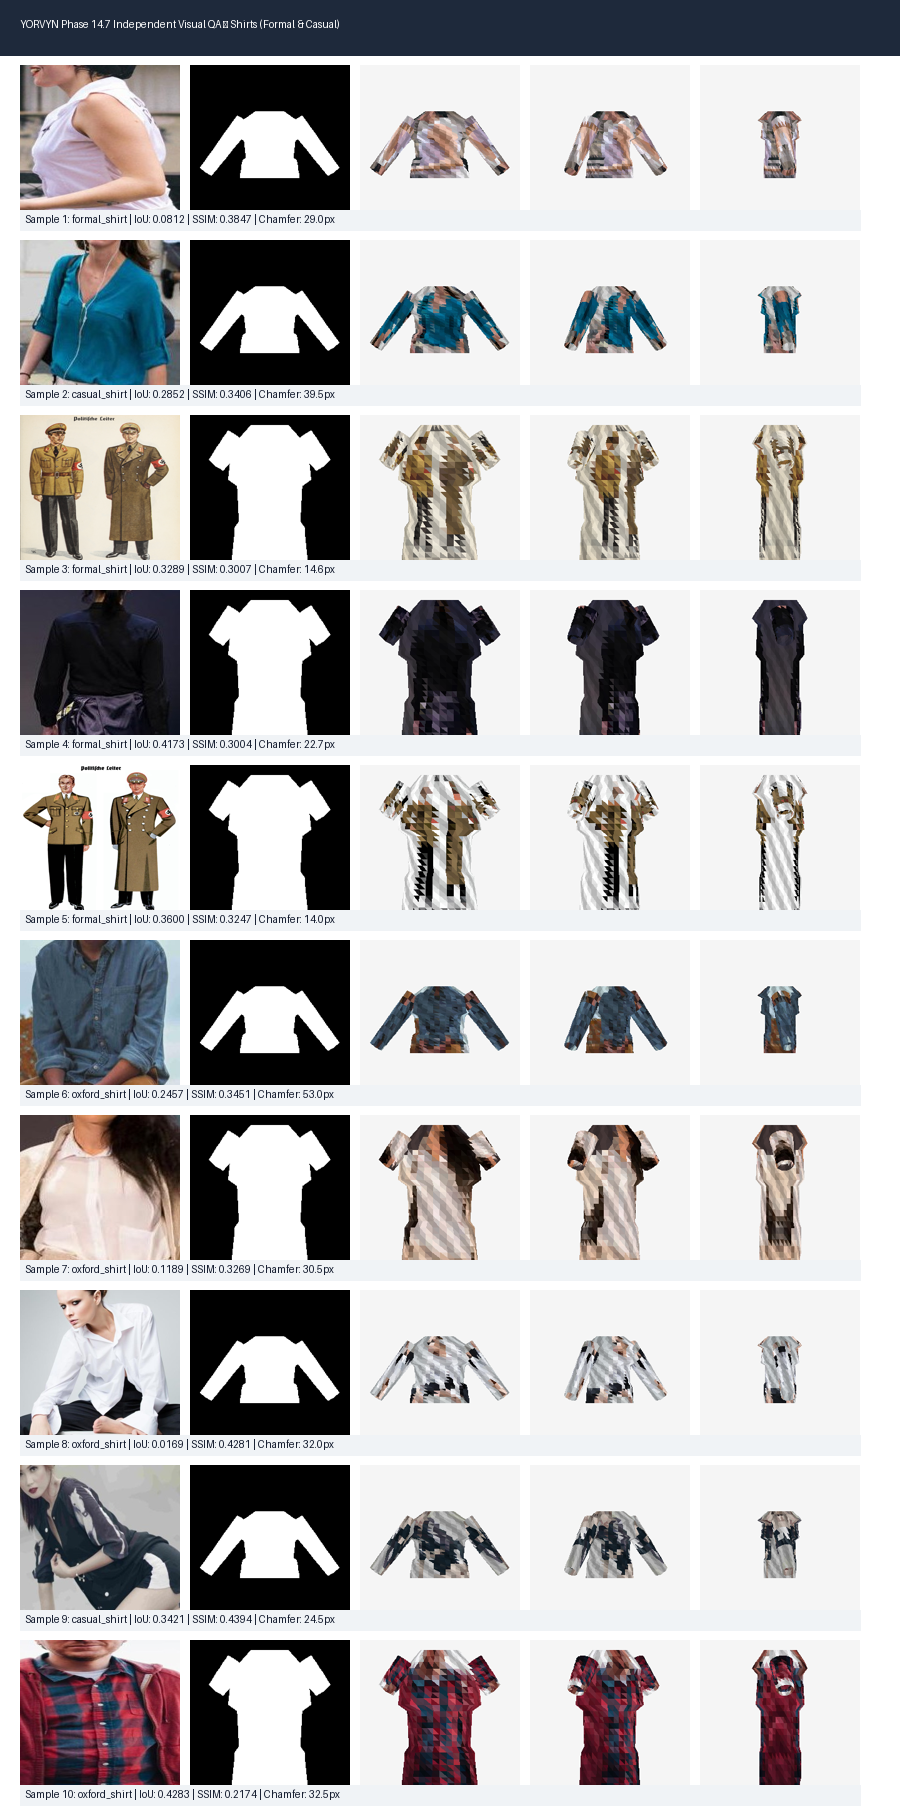 YORVYN Phase 14.7 Independent Visual QA▯ Shirts (Formal & Casual)
Sample 1: formal_shirt | IoU: 0.0812 | SSIM: 0.3847 | Chamfer: 29.0px
Sample 2: casual_shirt | IoU: 0.2852 | SSIM: 0.3406 | Chamfer: 39.5px
Politische Leiter
Sample 3: formal_shirt | IoU: 0.3289 | SSIM: 0.3007 | Chamfer: 14.6px
Sample 4: formal_shirt | IoU: 0.4173 | SSIM: 0.3004 | Chamfer: 22.7px
Politische Leiter
Sample 5: formal_shirt | IoU: 0.3600 | SSIM: 0.3247 | Chamfer: 14.0px
Sample 6: oxford_shirt | IoU: 0.2457 | SSIM: 0.3451 | Chamfer: 53.0px
Sample 7: oxford_shirt | IoU: 0.1189 | SSIM: 0.3269 | Chamfer: 30.5px
Sample 8: oxford_shirt | IoU: 0.0169 | SSIM: 0.4281 | Chamfer: 32.0px
Sample 9: casual_shirt | IoU: 0.3421 | SSIM: 0.4394 | Chamfer: 24.5px
Sample 10: oxford_shirt | IoU: 0.4283 | SSIM: 0.2174 | Chamfer: 32.5px